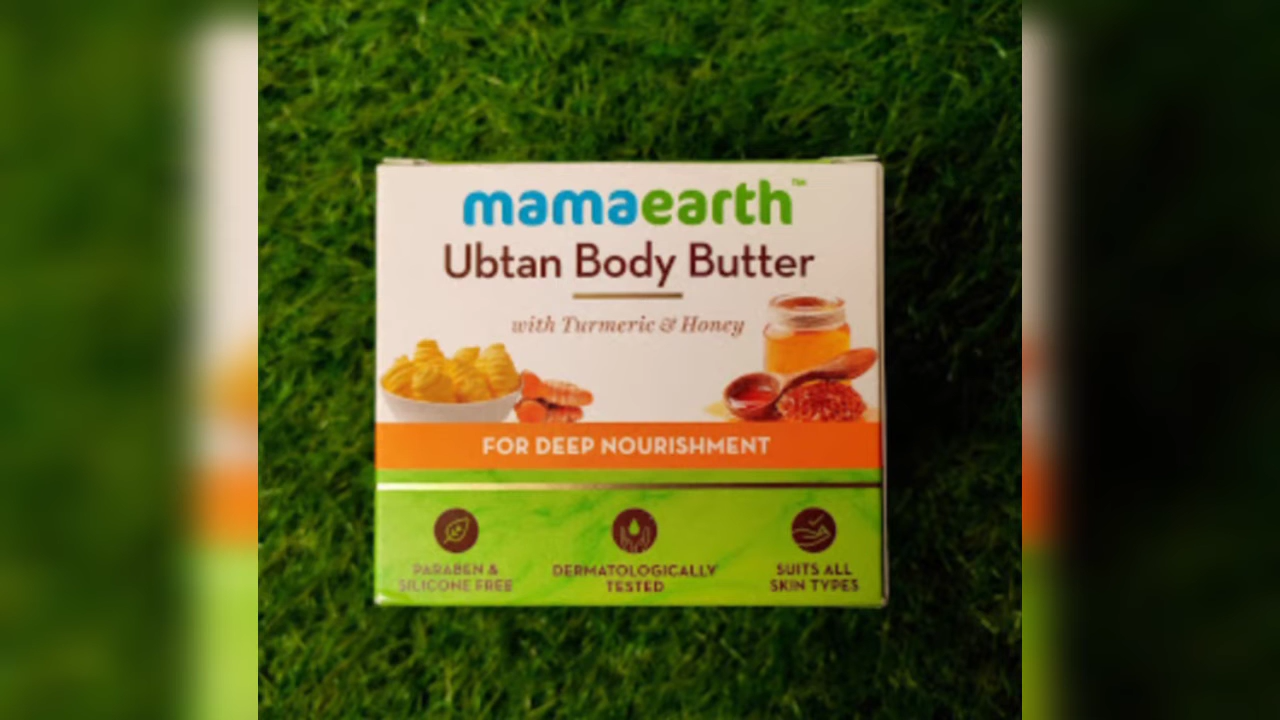 mamaearth™
Ubtan Body Butter
with Turmeric & Honey
FOR DEEP NOURISHMENT
PARABEN &
SILICONE FREE
DERMATOLOGICALLY
TESTED
SUITS ALL
SKIN TYPES